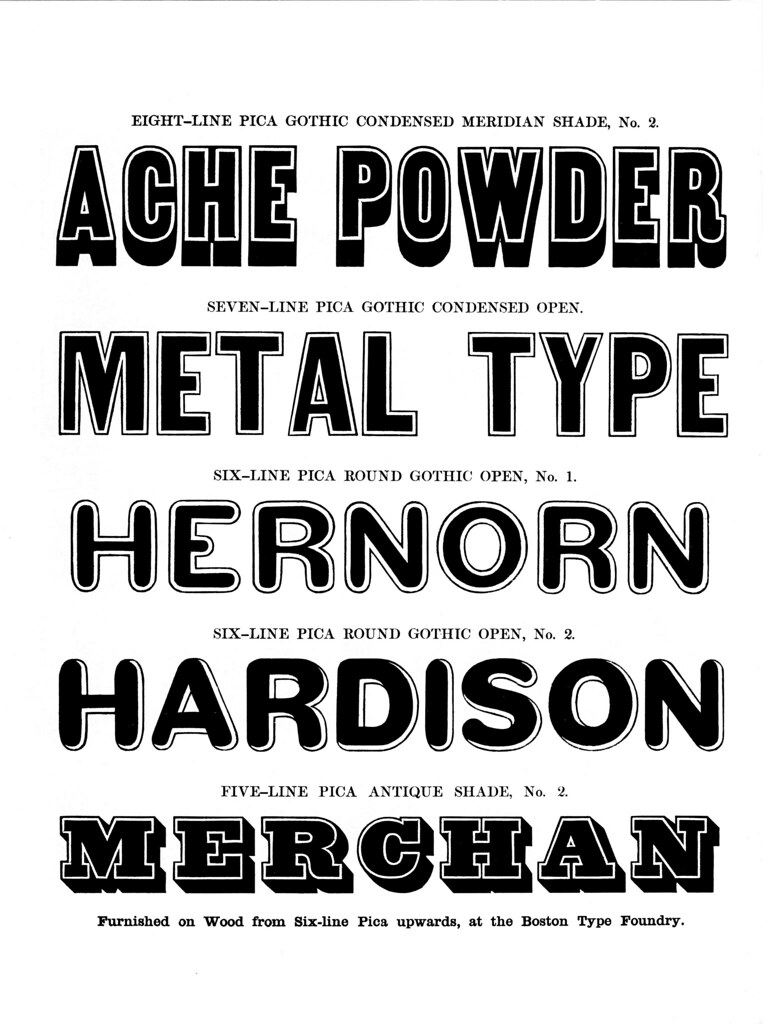 EIGHT–LINE PICA GOTHIC CONDENSED MERIDIAN SHADE, No. 2.
ACHE POWDER
SEVEN–LINE PICA GOTHIC CONDENSED OPEN.
METAL TYPE
SIX–LINE PICA ROUND GOTHIC OPEN, No. 1.
HERNORN
SIX–LINE PICA ROUND GOTHIC OPEN, No. 2.
HARDISON
FIVE–LINE PICA ANTIQUE SHADE, No. 2.
MERCHAN
Furnished on Wood from Six-line Pica upwards, at the Boston Type Foundry.